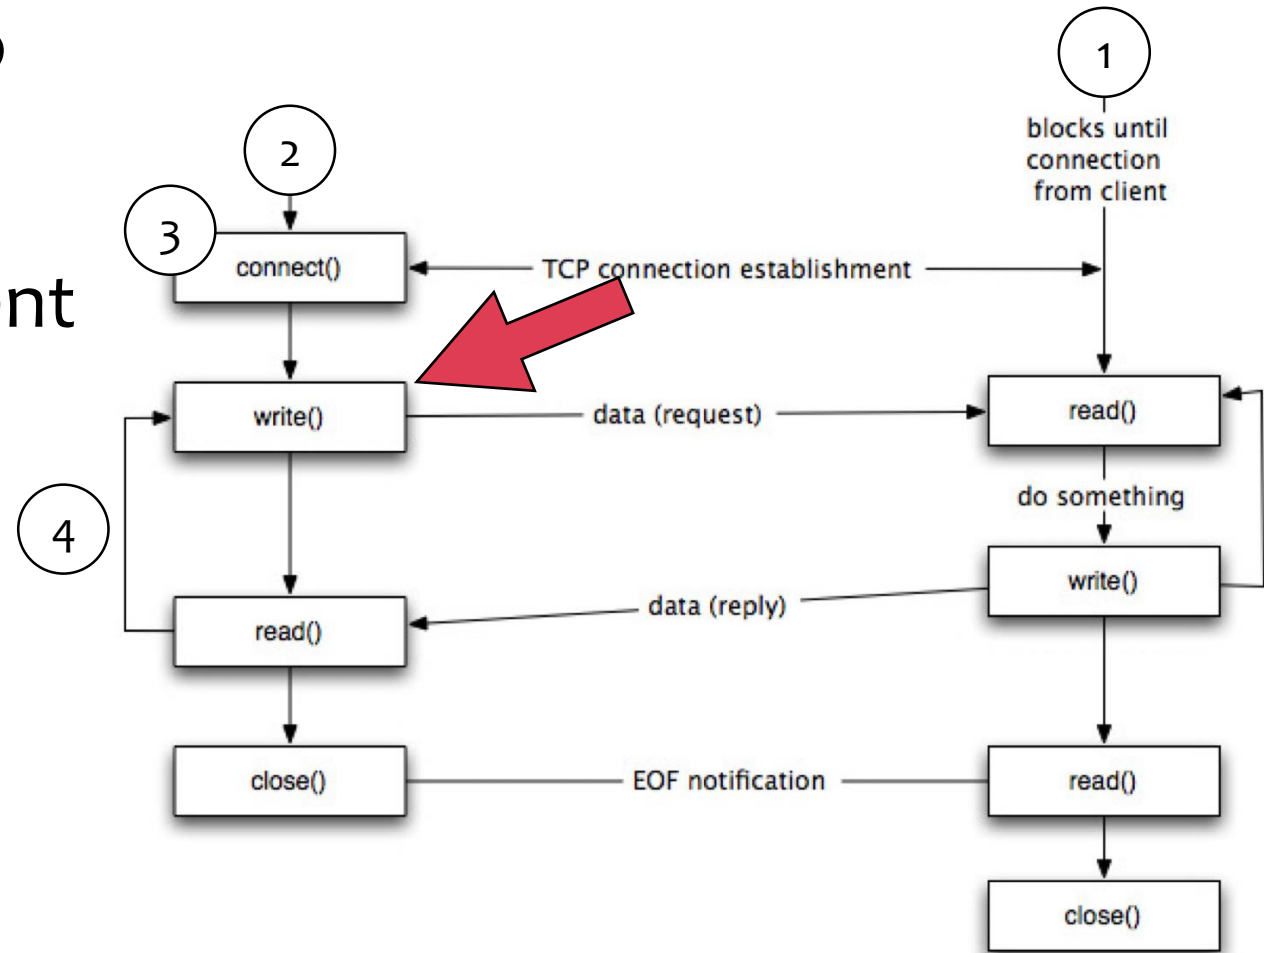 1
blocks until
connection
from client
2
3
connect()
TCP connection establishment
write()
data (request)
read()
do something
4
write()
data (reply)
read()
close()
EOF notification
read()
close()